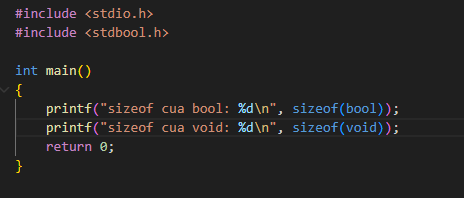 #include <stdio.h>
#include <stdbool.h>
int main()
{
printf("sizeof cua bool: %d\n", sizeof(bool));
printf("sizeof cua void: %d\n", sizeof(void));
return 0;
}